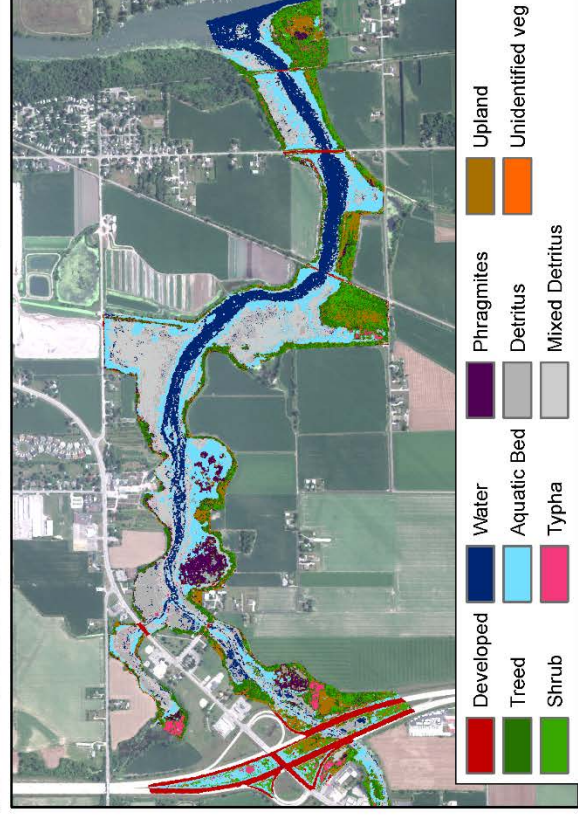 Developed
Water
Phragmites
Upland
Treed
Aquatic Bed
Detritus
Unidentified veg
Shrub
Typha
Mixed Detritus